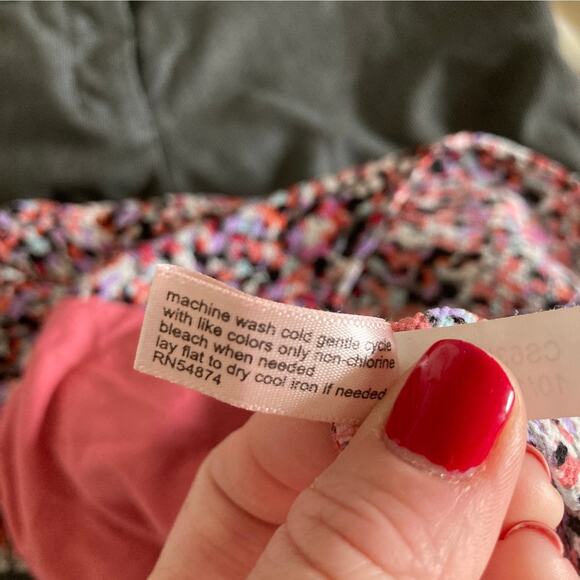 machine wash cold gentle cycle
with like colors only non-chlorine
bleach when needed
lay flat to dry cool iron if needed
RN54874